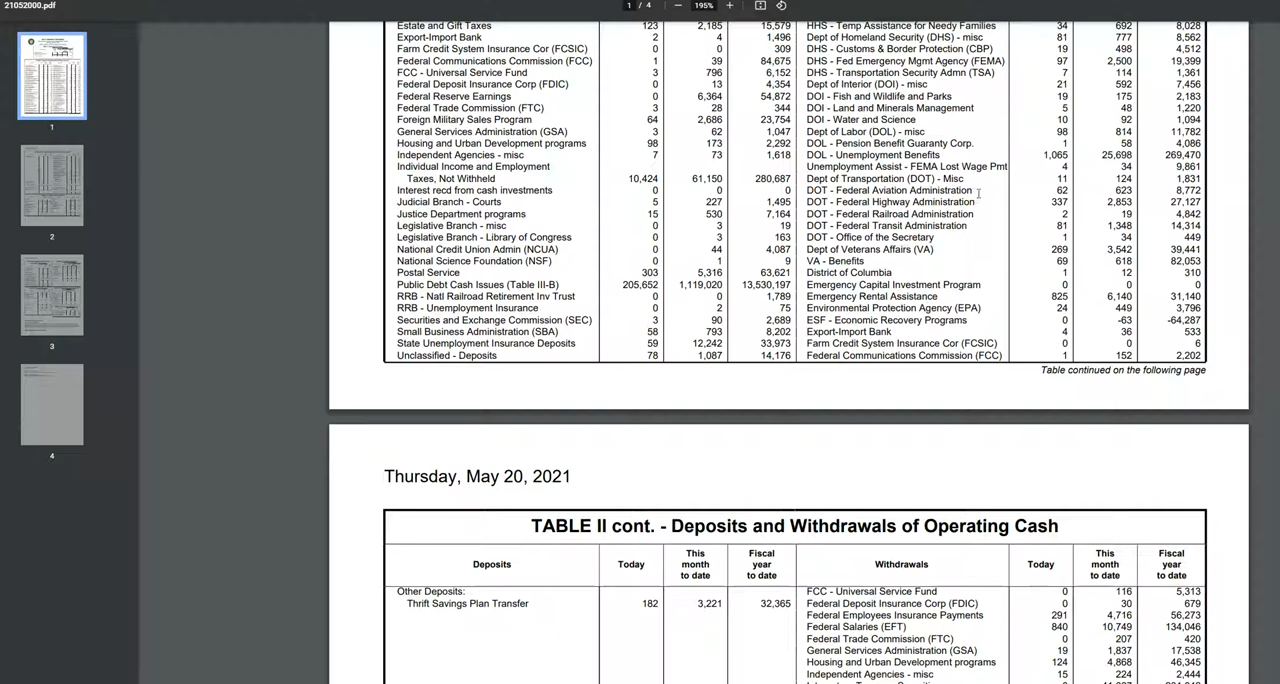 21052000.pdf
1 / 4 195%
1
2
3
4
Estate and Gift Taxes 123 2,185 15,579 HHS - Temp Assistance for Needy Families 34 692 8,028
Export-Import Bank 2 4 1,496 Dept of Homeland Security (DHS) - misc 81 777 8,562
Farm Credit System Insurance Cor (FCSIC) 0 0 309 DHS - Customs & Border Protection (CBP) 19 498 4,512
Federal Communications Commission (FCC) 1 39 84,675 DHS - Fed Emergency Mgmt Agency (FEMA) 97 2,500 19,399
FCC - Universal Service Fund 3 796 6,152 DHS - Transportation Security Admn (TSA) 7 114 1,361
Federal Deposit Insurance Corp (FDIC) 0 13 4,354 Dept of Interior (DOI) - misc 21 592 7,456
Federal Reserve Earnings 0 6,364 54,872 DOI - Fish and Wildlife and Parks 19 175 2,183
Federal Trade Commission (FTC) 3 28 344 DOI - Land and Minerals Management 5 48 1,220
Foreign Military Sales Program 64 2,686 23,754 DOI - Water and Science 10 92 1,094
General Services Administration (GSA) 3 62 1,047 Dept of Labor (DOL) - misc 98 814 11,782
Housing and Urban Development programs 98 173 2,292 DOL - Pension Benefit Guaranty Corp. 1 58 4,086
Independent Agencies - misc 7 73 1,618 DOL - Unemployment Benefits 1,065 25,698 269,470
Individual Income and Employment Unemployment Assist - FEMA Lost Wage Pmt 4 34 9,861
Taxes, Not Withheld 10,424 61,150 280,687 Dept of Transportation (DOT) - Misc 11 124 1,831
Interest recd from cash investments 0 0 0 DOT - Federal Aviation Administration 62 623 8,772
Judicial Branch - Courts 5 227 1,495 DOT - Federal Highway Administration 337 2,853 27,127
Justice Department programs 15 530 7,164 DOT - Federal Railroad Administration 2 19 4,842
Legislative Branch - misc 0 3 19 DOT - Federal Transit Administration 81 1,348 14,314
Legislative Branch - Library of Congress 0 3 163 DOT - Office of the Secretary 1 34 449
National Credit Union Admin (NCUA) 0 44 4,087 Dept of Veterans Affairs (VA) 269 3,542 39,441
National Science Foundation (NSF) 0 1 9 VA - Benefits 69 618 82,053
Postal Service 303 5,316 63,621 District of Columbia 1 12 310
Public Debt Cash Issues (Table III-B) 205,652 1,119,020 13,530,197 Emergency Capital Investment Program 0 0 0
RRB - Natl Railroad Retirement Inv Trust 0 0 1,789 Emergency Rental Assistance 825 6,140 31,140
RRB - Unemployment Insurance 0 2 75 Environmental Protection Agency (EPA) 24 449 3,796
Securities and Exchange Commission (SEC) 3 90 2,689 ESF - Economic Recovery Programs 0 -63 -64,287
Small Business Administration (SBA) 58 793 8,202 Export-Import Bank 4 36 533
State Unemployment Insurance Deposits 59 12,242 33,973 Farm Credit System Insurance Cor (FCSIC) 0 0 6
Unclassified - Deposits 78 1,087 14,176 Federal Communications Commission (FCC) 1 152 2,202
Table continued on the following page
Thursday, May 20, 2021
TABLE II cont. - Deposits and Withdrawals of Operating Cash
Deposits Today This month to date Fiscal year to date Withdrawals Today This month to date Fiscal year to date
Other Deposits: FCC - Universal Service Fund 0 116 5,313
Thrift Savings Plan Transfer 182 3,221 32,365 Federal Deposit Insurance Corp (FDIC) 0 30 679
Federal Employees Insurance Payments 291 4,716 56,273
Federal Salaries (EFT) 840 10,749 134,046
Federal Trade Commission (FTC) 0 207 420
General Services Administration (GSA) 19 1,837 17,538
Housing and Urban Development programs 124 4,868 46,345
Independent Agencies - misc 15 224 2,444